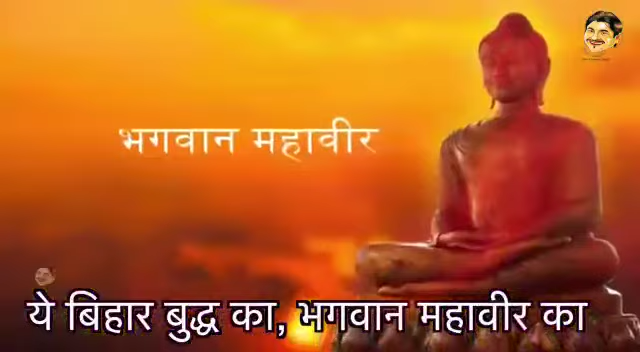 भगवान महावीर
ये बिहार बुद्ध का, भगवान महावीर का